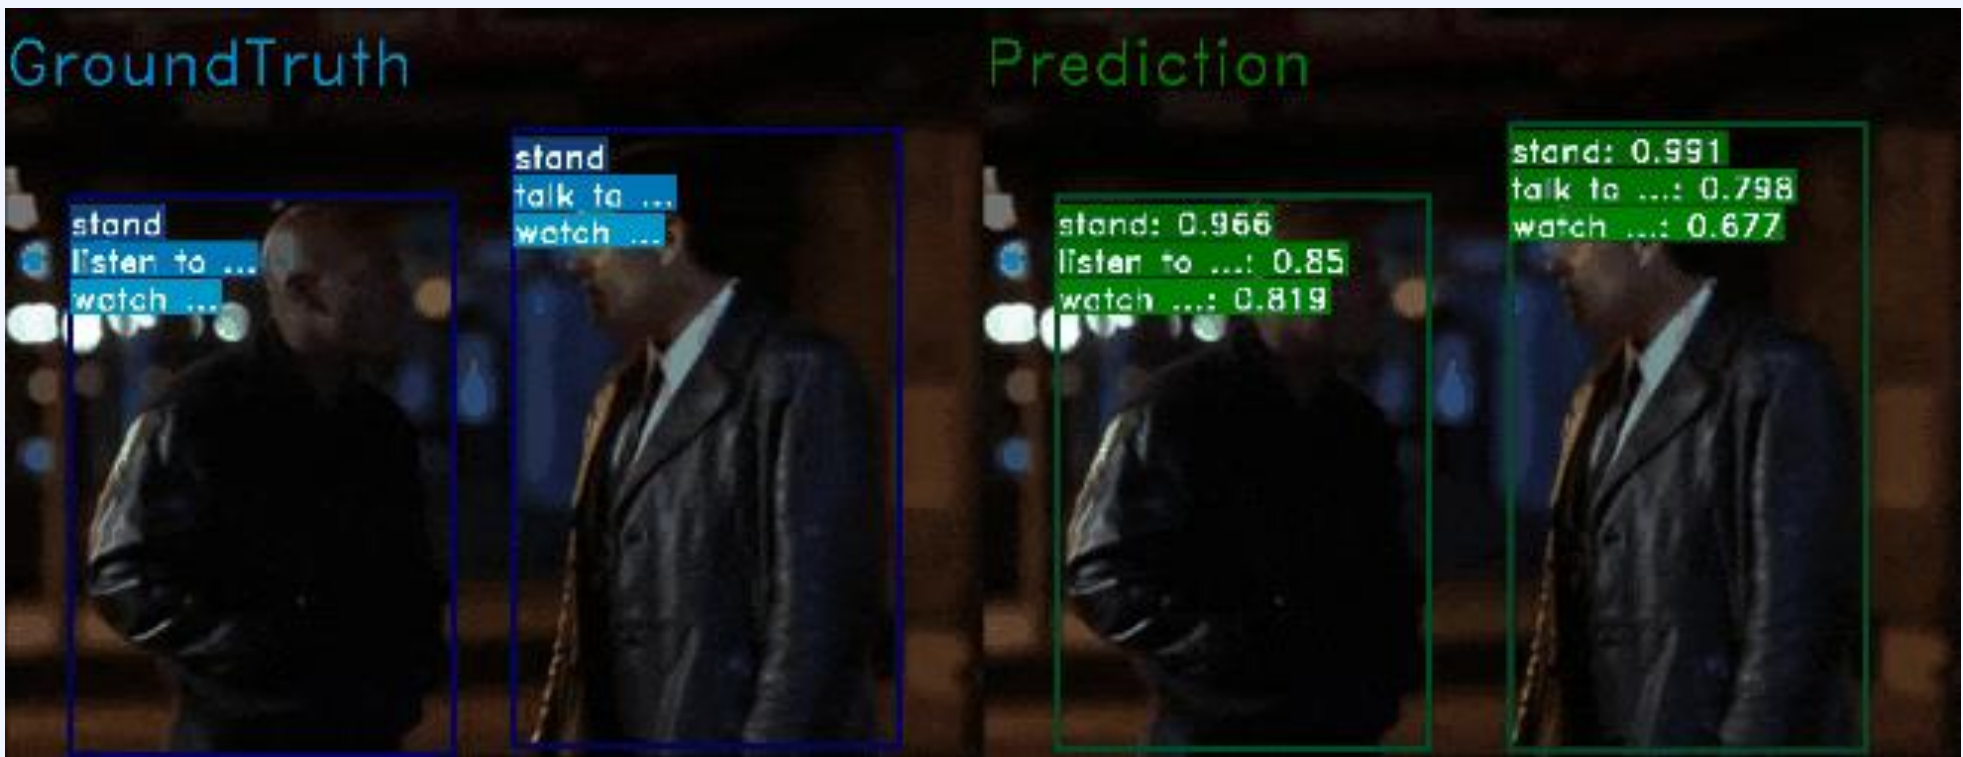 GroundTruth
stand
talk to ...
watch ...
stand
listen to ...
watch ...
Prediction
stand: 0.991
talk to ...: 0.798
watch ...: 0.677
stand: 0.966
listen to ...: 0.85
watch ...: 0.819